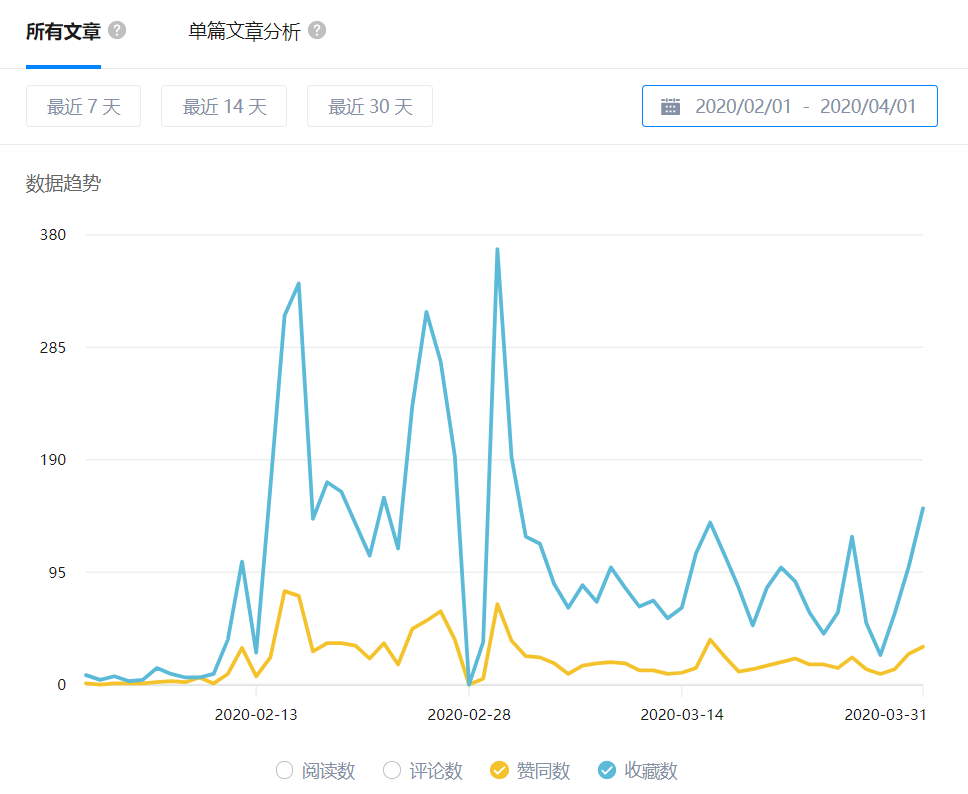 所有文章 ? 单篇文章分析 ?
最近 7 天 最近 14 天 最近 30 天 2020/02/01 - 2020/04/01
数据趋势
380
285
190
95
0
2020-02-13 2020-02-28 2020-03-14 2020-03-31
阅读数 评论数 赞同数 收藏数